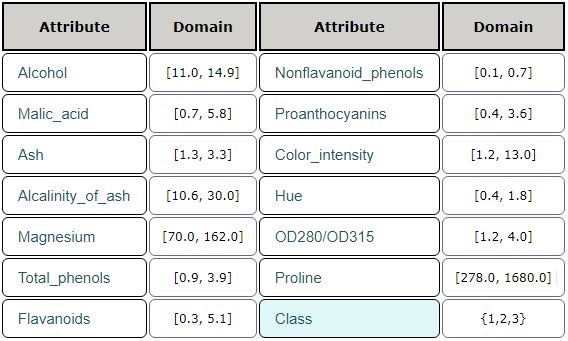 Attribute Domain Attribute Domain
Alcohol [11.0, 14.9] Nonflavanoid_phenols [0.1, 0.7]
Malic_acid [0.7, 5.8] Proanthocyanins [0.4, 3.6]
Ash [1.3, 3.3] Color_intensity [1.2, 13.0]
Alcalinity_of_ash [10.6, 30.0] Hue [0.4, 1.8]
Magnesium [70.0, 162.0] OD280/OD315 [1.2, 4.0]
Total_phenols [0.9, 3.9] Proline [278.0, 1680.0]
Flavanoids [0.3, 5.1] Class {1,2,3}